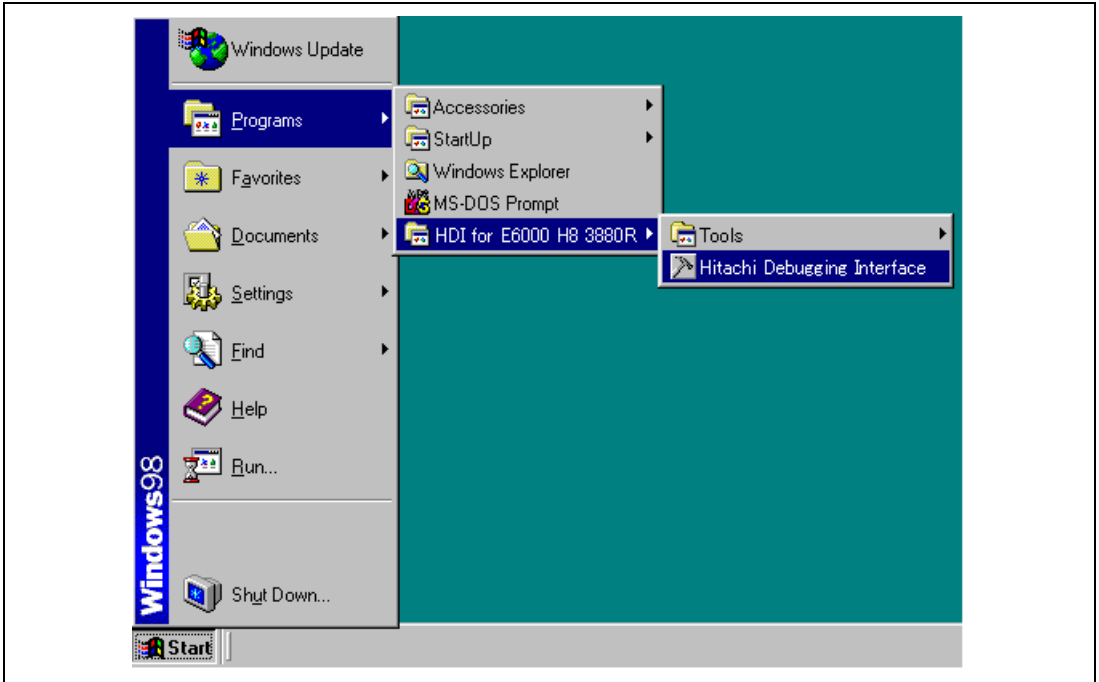 Windows Update
Programs
Favorites
Documents
Settings
Find
Help
Run...
Shut Down...
Windows98
Start
Accessories
StartUp
Windows Explorer
MS-DOS Prompt
HDI for E6000 H8 3880R
Tools
Hitachi Debugging Interface